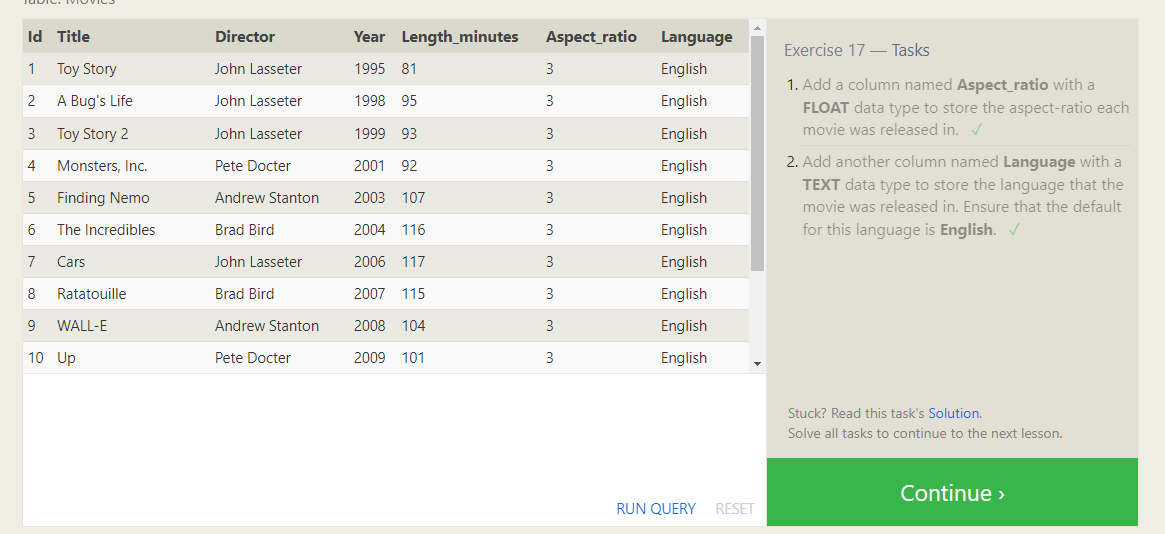 Table: Movies
Id Title Director Year Length_minutes Aspect_ratio Language
1 Toy Story John Lasseter 1995 81 3 English
2 A Bug's Life John Lasseter 1998 95 3 English
3 Toy Story 2 John Lasseter 1999 93 3 English
4 Monsters, Inc. Pete Docter 2001 92 3 English
5 Finding Nemo Andrew Stanton 2003 107 3 English
6 The Incredibles Brad Bird 2004 116 3 English
7 Cars John Lasseter 2006 117 3 English
8 Ratatouille Brad Bird 2007 115 3 English
9 WALL-E Andrew Stanton 2008 104 3 English
10 Up Pete Docter 2009 101 3 English
RUN QUERY RESET
Exercise 17 — Tasks
1. Add a column named Aspect_ratio with a
FLOAT data type to store the aspect-ratio each
movie was released in. ✓
2. Add another column named Language with a
TEXT data type to store the language that the
movie was released in. Ensure that the default
for this language is English. ✓
Stuck? Read this task's Solution.
Solve all tasks to continue to the next lesson.
Continue ›